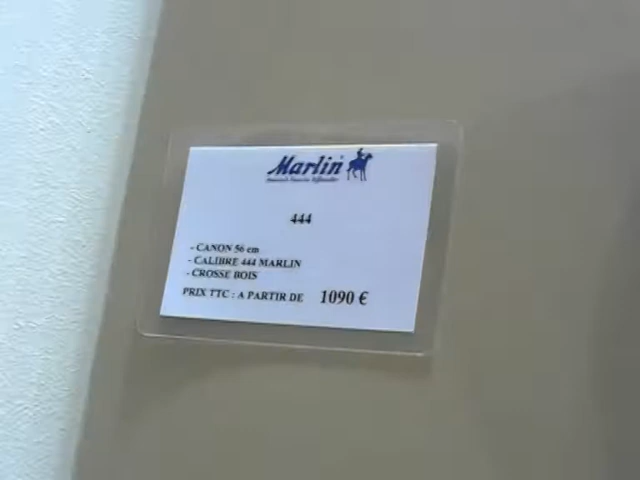 Marlin
444
- CANON 56 cm
- CALIBRE 444 MARLIN
- CROSSE BOIS
PRIX TTC : A PARTIR DE 1090 €